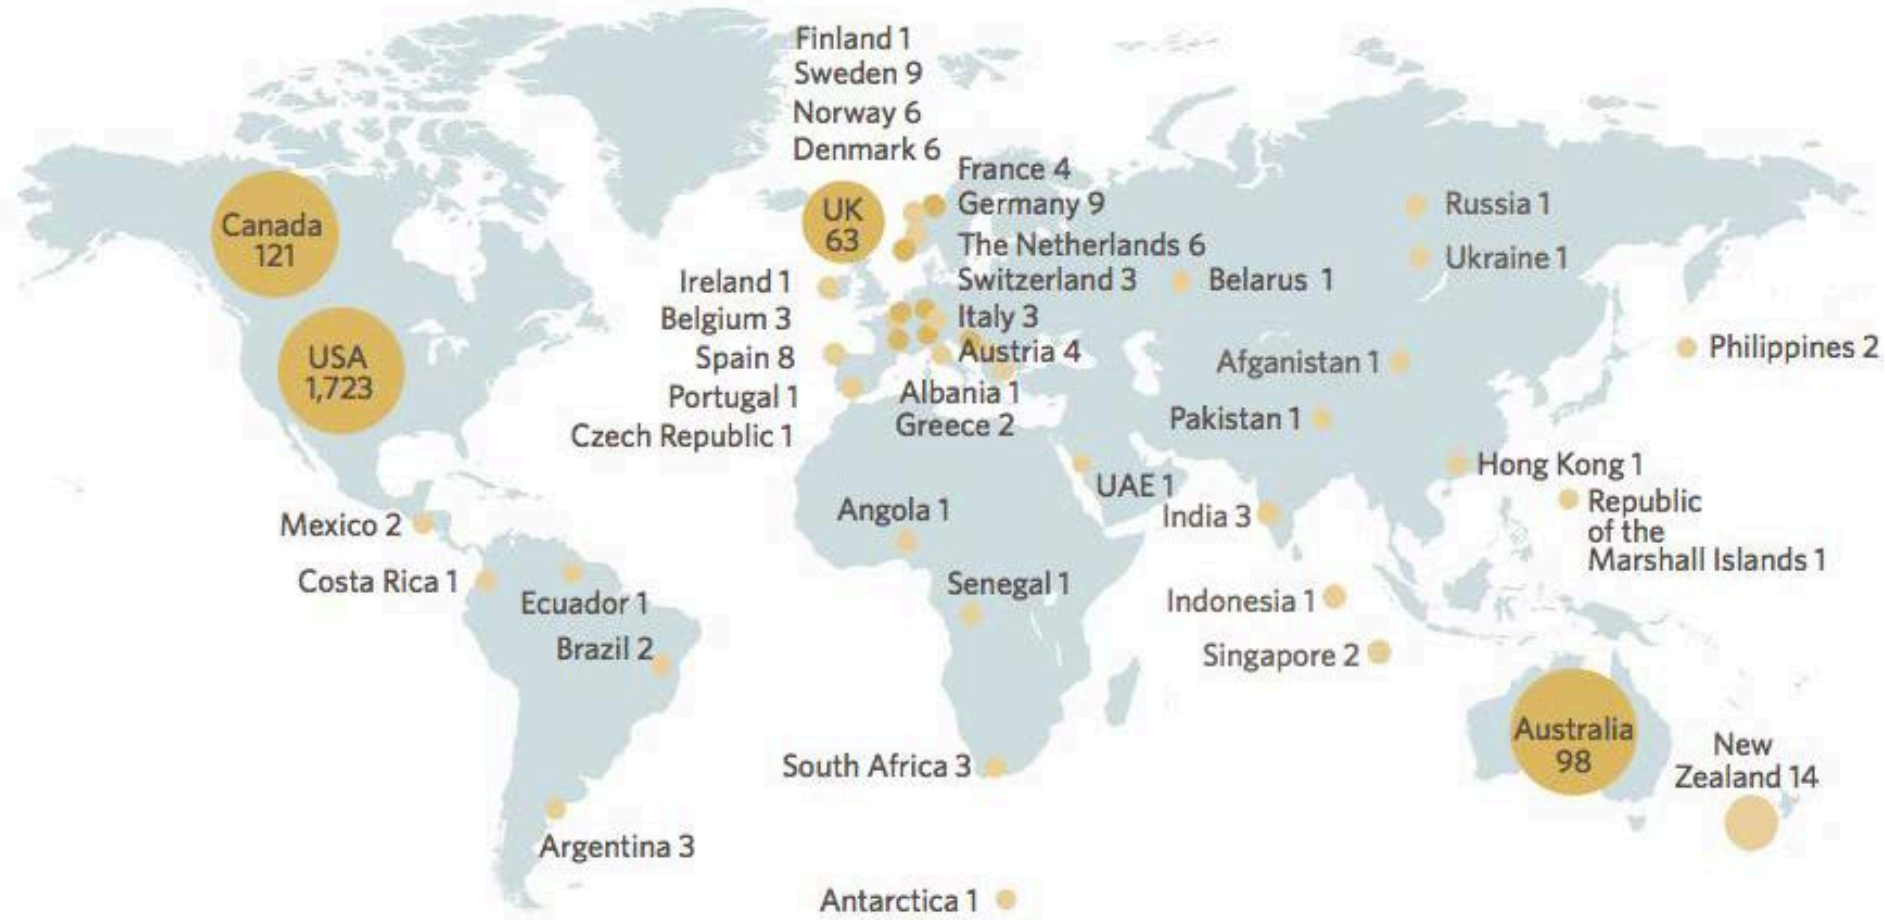 Finland 1
Sweden 9
Norway 6
Denmark 6
France 4
Germany 9
The Netherlands 6
Switzerland 3
Italy 3
Austria 4
Canada
121
UK
63
Russia 1
Ukraine 1
Belarus 1
Ireland 1
Belgium 3
Spain 8
Portugal 1
Czech Republic 1
Albania 1
Greece 2
USA
1,723
Afganistan 1
Philippines 2
Pakistan 1
Hong Kong 1
UAE 1
India 3
Republic
of the
Marshall Islands 1
Mexico 2
Costa Rica 1
Ecuador 1
Brazil 2
Angola 1
Senegal 1
Indonesia 1
Singapore 2
South Africa 3
Australia
98
New
Zealand 14
Argentina 3
Antarctica 1